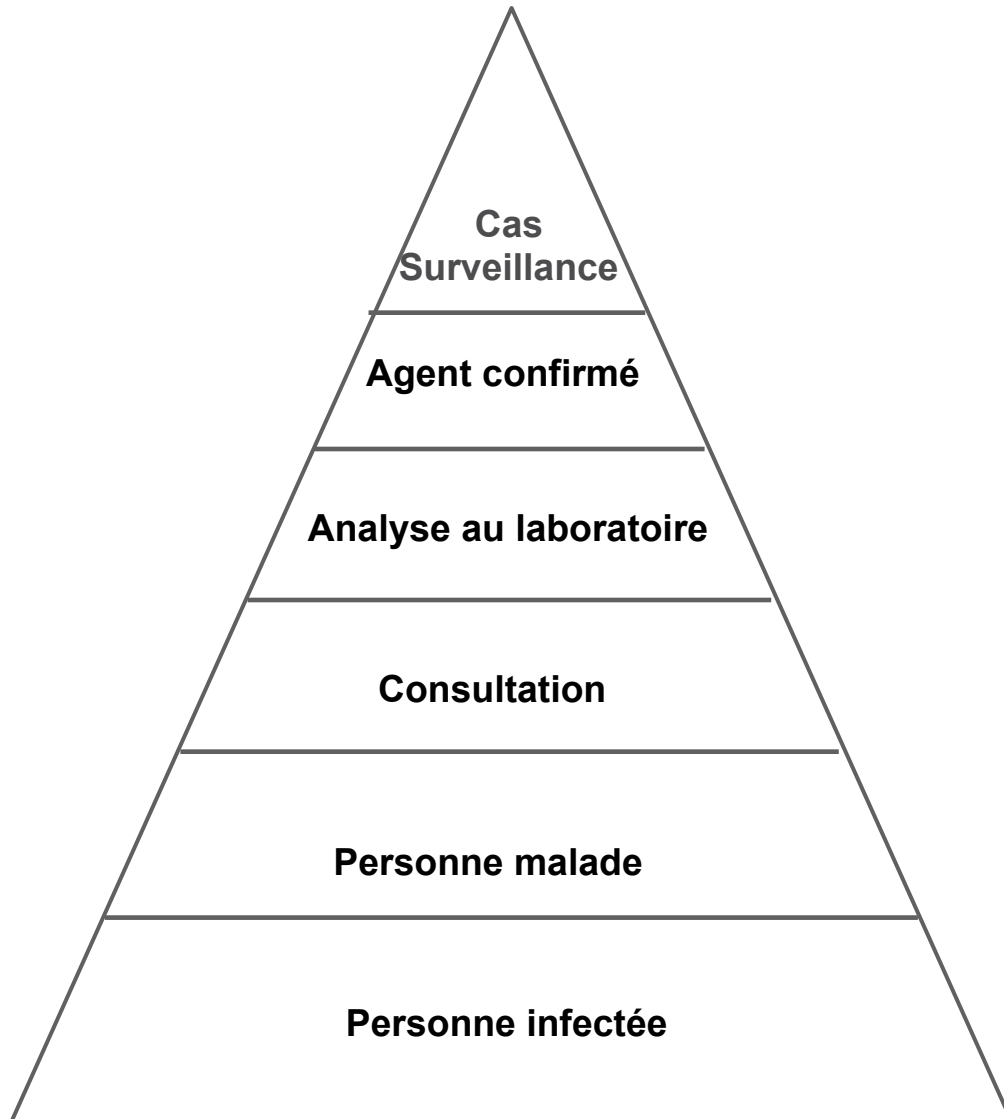 Cas
Surveillance
Agent confirmé
Analyse au laboratoire
Consultation
Personne malade
Personne infectée